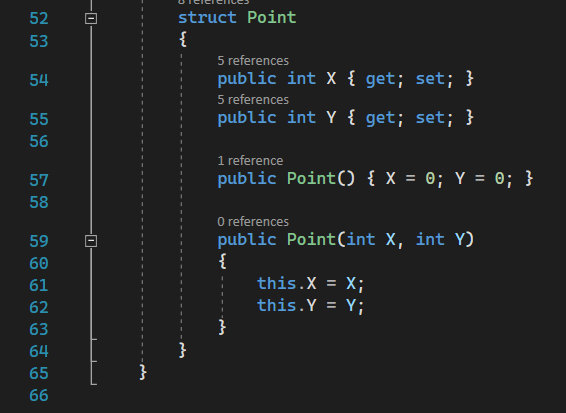 8 references
52 struct Point
53 {
5 references
54 public int X { get; set; }
5 references
55 public int Y { get; set; }
56
1 reference
57 public Point() { X = 0; Y = 0; }
58
0 references
59 public Point(int X, int Y)
60 {
61 this.X = X;
62 this.Y = Y;
63 }
64 }
65 }
66